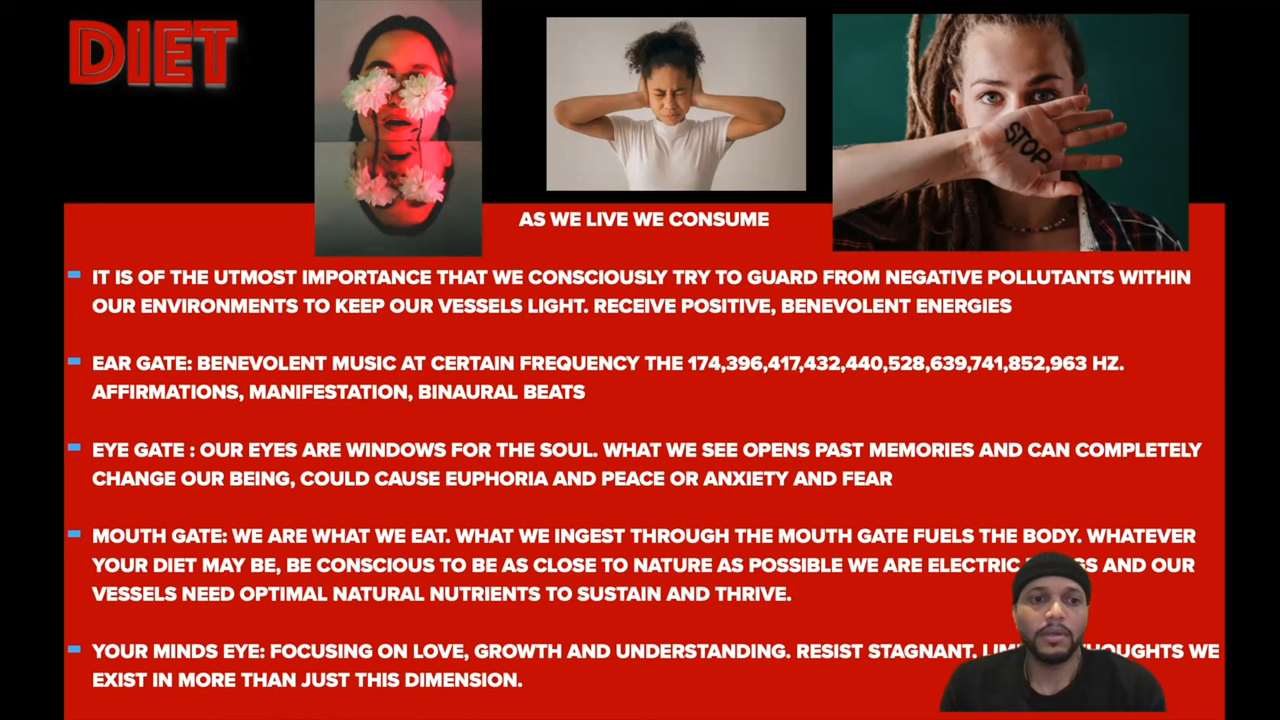 DIET
STOP
AS WE LIVE WE CONSUME
IT IS OF THE UTMOST IMPORTANCE THAT WE CONSCIOUSLY TRY TO GUARD FROM NEGATIVE POLLUTANTS WITHIN
OUR ENVIRONMENTS TO KEEP OUR VESSELS LIGHT. RECEIVE POSITIVE, BENEVOLENT ENERGIES
EAR GATE: BENEVOLENT MUSIC AT CERTAIN FREQUENCY THE 174,396,417,432,440,528,639,741,852,963 HZ.
AFFIRMATIONS, MANIFESTATION, BINAURAL BEATS
EYE GATE : OUR EYES ARE WINDOWS FOR THE SOUL. WHAT WE SEE OPENS PAST MEMORIES AND CAN COMPLETELY
CHANGE OUR BEING, COULD CAUSE EUPHORIA AND PEACE OR ANXIETY AND FEAR
MOUTH GATE: WE ARE WHAT WE EAT. WHAT WE INGEST THROUGH THE MOUTH GATE FUELS THE BODY. WHATEVER
YOUR DIET MAY BE, BE CONSCIOUS TO BE AS CLOSE TO NATURE AS POSSIBLE WE ARE ELECTRIC AND OUR
VESSELS NEED OPTIMAL NATURAL NUTRIENTS TO SUSTAIN AND THRIVE.
YOUR MINDS EYE: FOCUSING ON LOVE, GROWTH AND UNDERSTANDING. RESIST STAGNANT. THOUGHTS WE
EXIST IN MORE THAN JUST THIS DIMENSION.